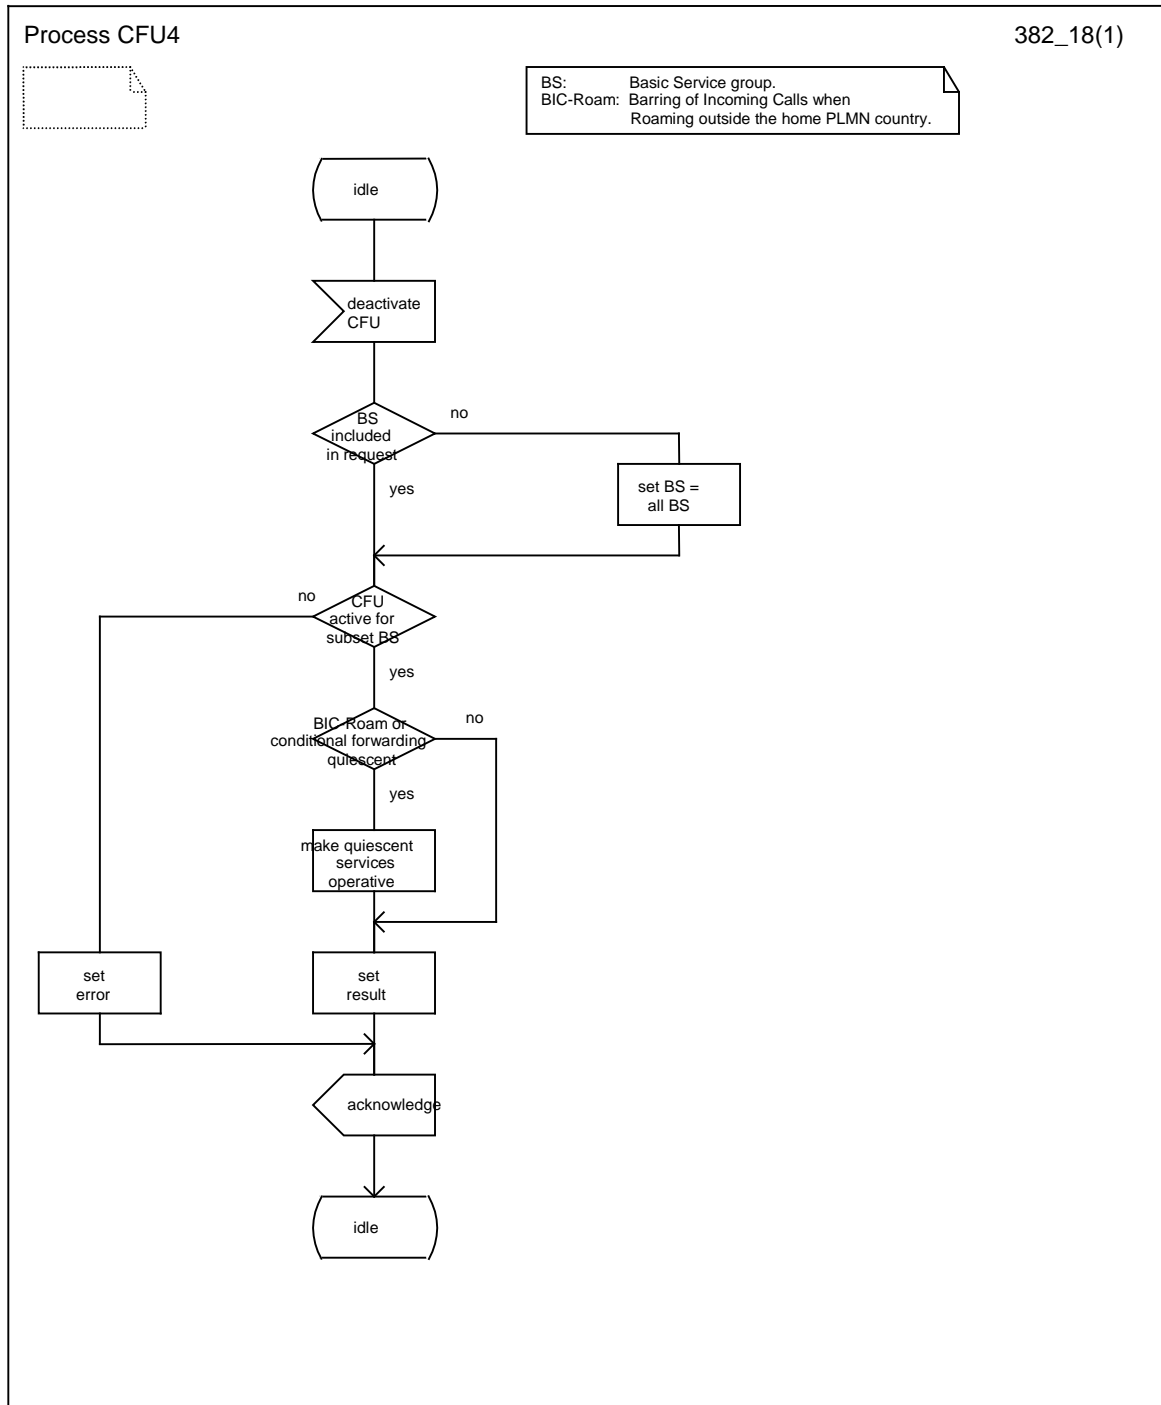 Process CFU4
382_18(1)
BS: Basic Service group.
BIC-Roam: Barring of Incoming Calls when
Roaming outside the home PLMN country.
idle
deactivate
CFU
BS
included
in request
no
yes
set BS =
all BS
no
CFU
active for
subset BS
yes
BIC-Roam or
conditional forwarding
quiescent
no
yes
make quiescent
services
operative
set
error
set
result
acknowledge
idle